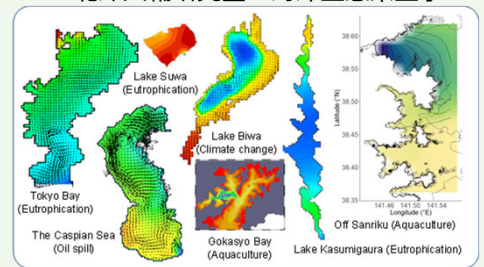 Lake Suwa
(Eutrophication)
Lake Biwa
(Climate change)
Tokyo Bay
(Eutrophication)
The Caspian Sea
(Oil spill)
Gokasyo Bay
(Aquaculture)
Lake Kasumigaura (Eutrophication)
Latitude (°N)
38.60
38.55
38.50
38.45
38.40
38.35
141.46 141.50 141.54
Longitude (°E)
Off Sanriku (Aquaculture)